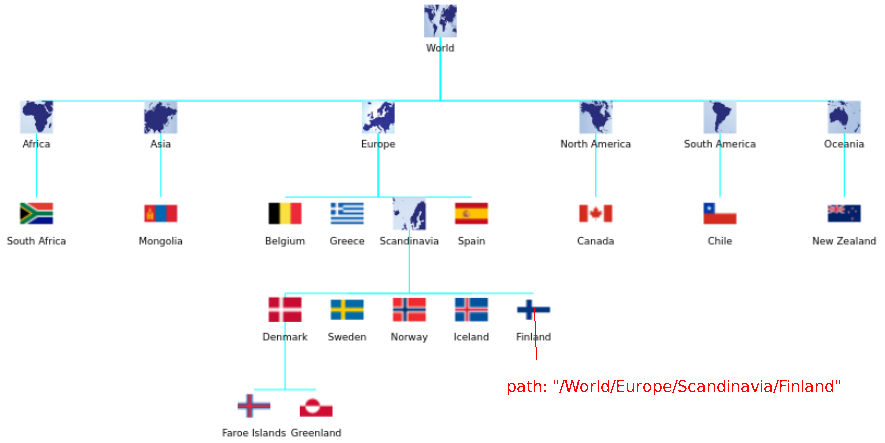 World
Africa Asia Europe North America South America Oceania
South Africa Mongolia Belgium Greece Scandinavia Spain Canada Chile New Zealand
Denmark Sweden Norway Iceland Finland
path: "/World/Europe/Scandinavia/Finland"
Faroe Islands Greenland